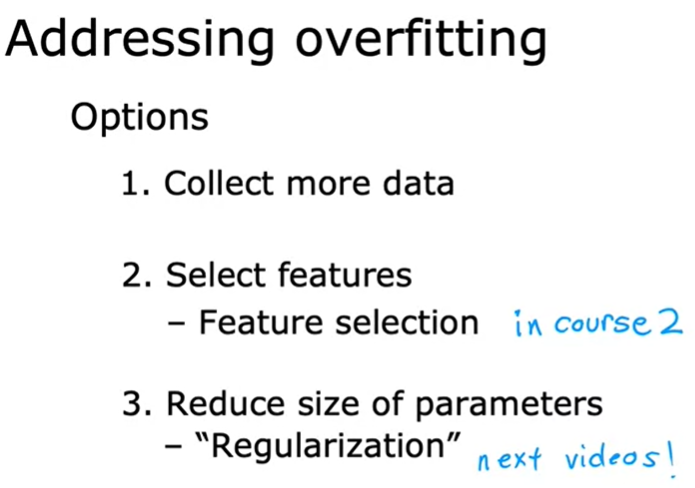 Addressing overfitting
Options
1. Collect more data
2. Select features
– Feature selection in course 2
3. Reduce size of parameters
– “Regularization” next videos!